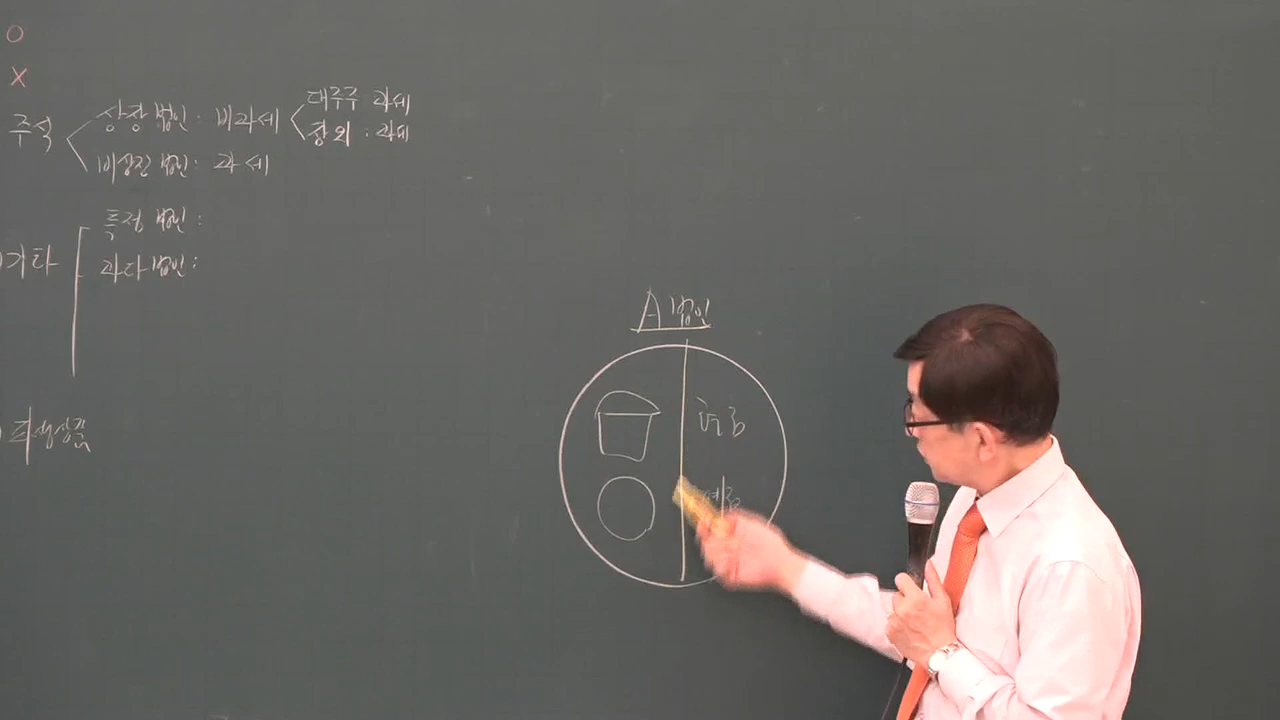 O
X
주식 상장 법인 : 비과세 대주주 과세
장외 : 과세
비상장 법인 : 과세
기타 특정 법인 :
과다 법인 :
파생상품
A 법인